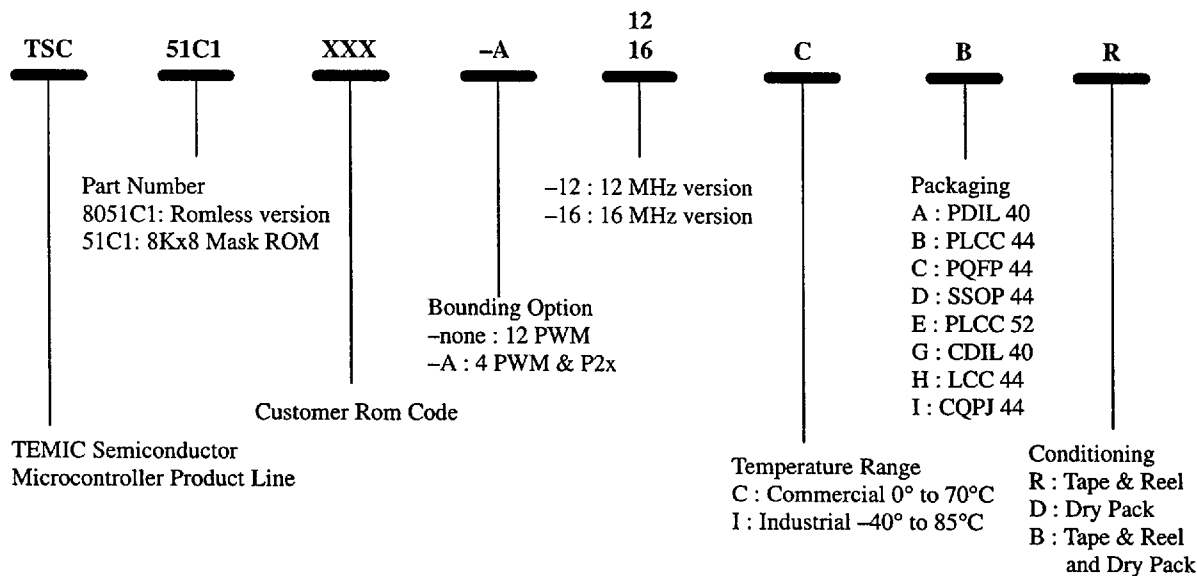 TSC
51C1
XXX
–A
12
16
C
B
R
Part Number
8051C1: Romless version
51C1: 8Kx8 Mask ROM
–12 : 12 MHz version
–16 : 16 MHz version
Packaging
A : PDIL 40
B : PLCC 44
C : PQFP 44
D : SSOP 44
E : PLCC 52
G : CDIL 40
H : LCC 44
I : CQPJ 44
Bounding Option
–none : 12 PWM
–A : 4 PWM & P2x
Customer Rom Code
TEMIC Semiconductor
Microcontroller Product Line
Temperature Range
C : Commercial 0° to 70°C
I : Industrial –40° to 85°C
Conditioning
R : Tape & Reel
D : Dry Pack
B : Tape & Reel
and Dry Pack